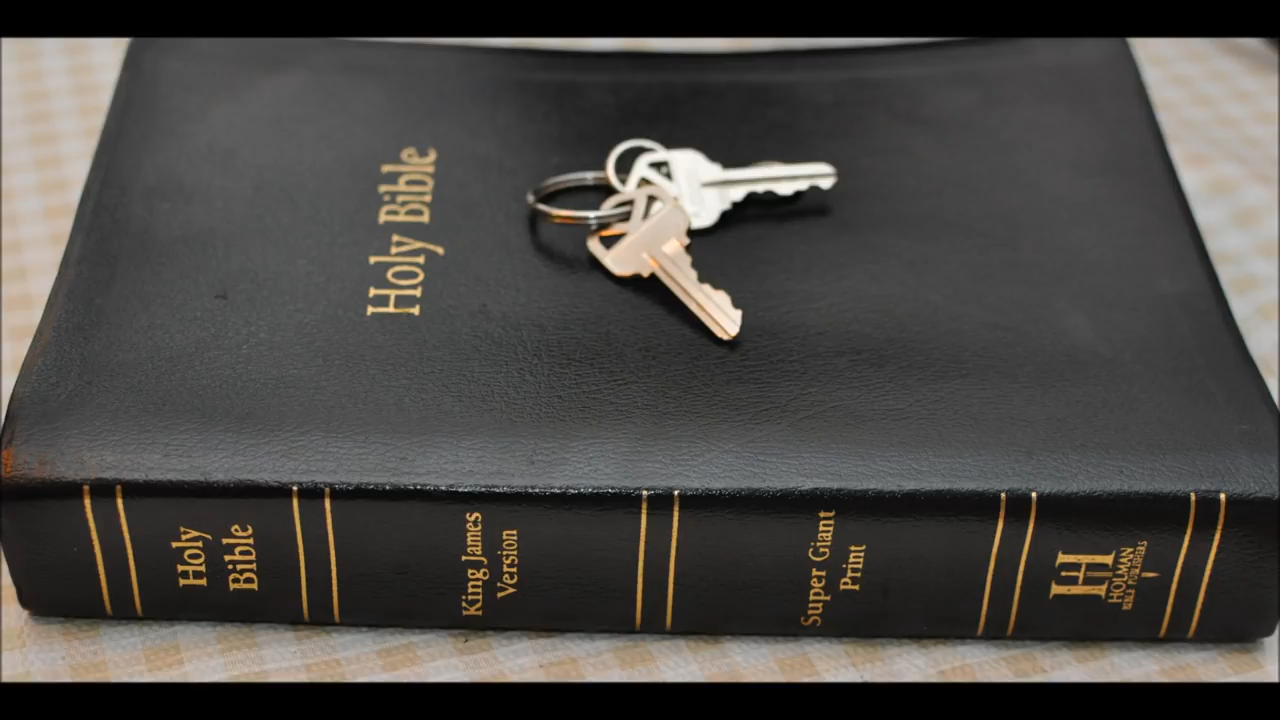 Holy Bible
Holy
Bible
King James
Version
Super Giant
Print
HOLMAN
BIBLE PUBLISHERS